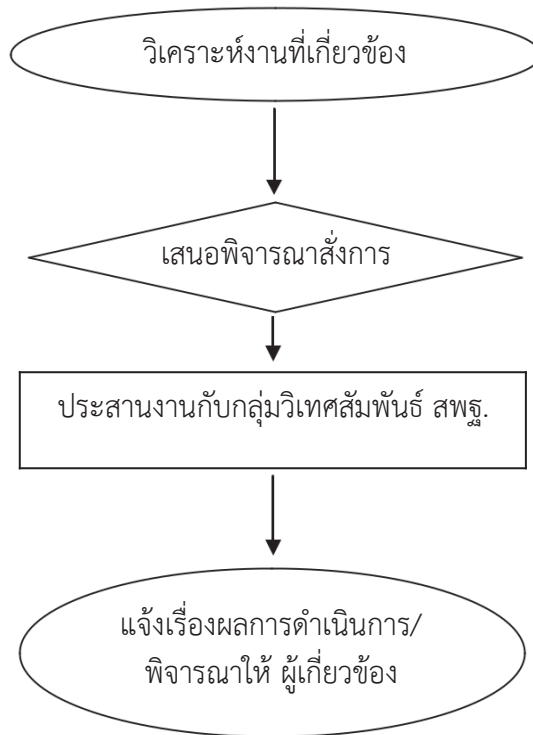 วิเคราะห์งานที่เกี่ยวข้อง
เสนอพิจารณาสั่งการ
ประสานงานกับกลุ่มวิเทศสัมพันธ์ สพฐ.
แจ้งเรื่องผลการดำเนินการ/
พิจารณาให้ ผู้เกี่ยวข้อง